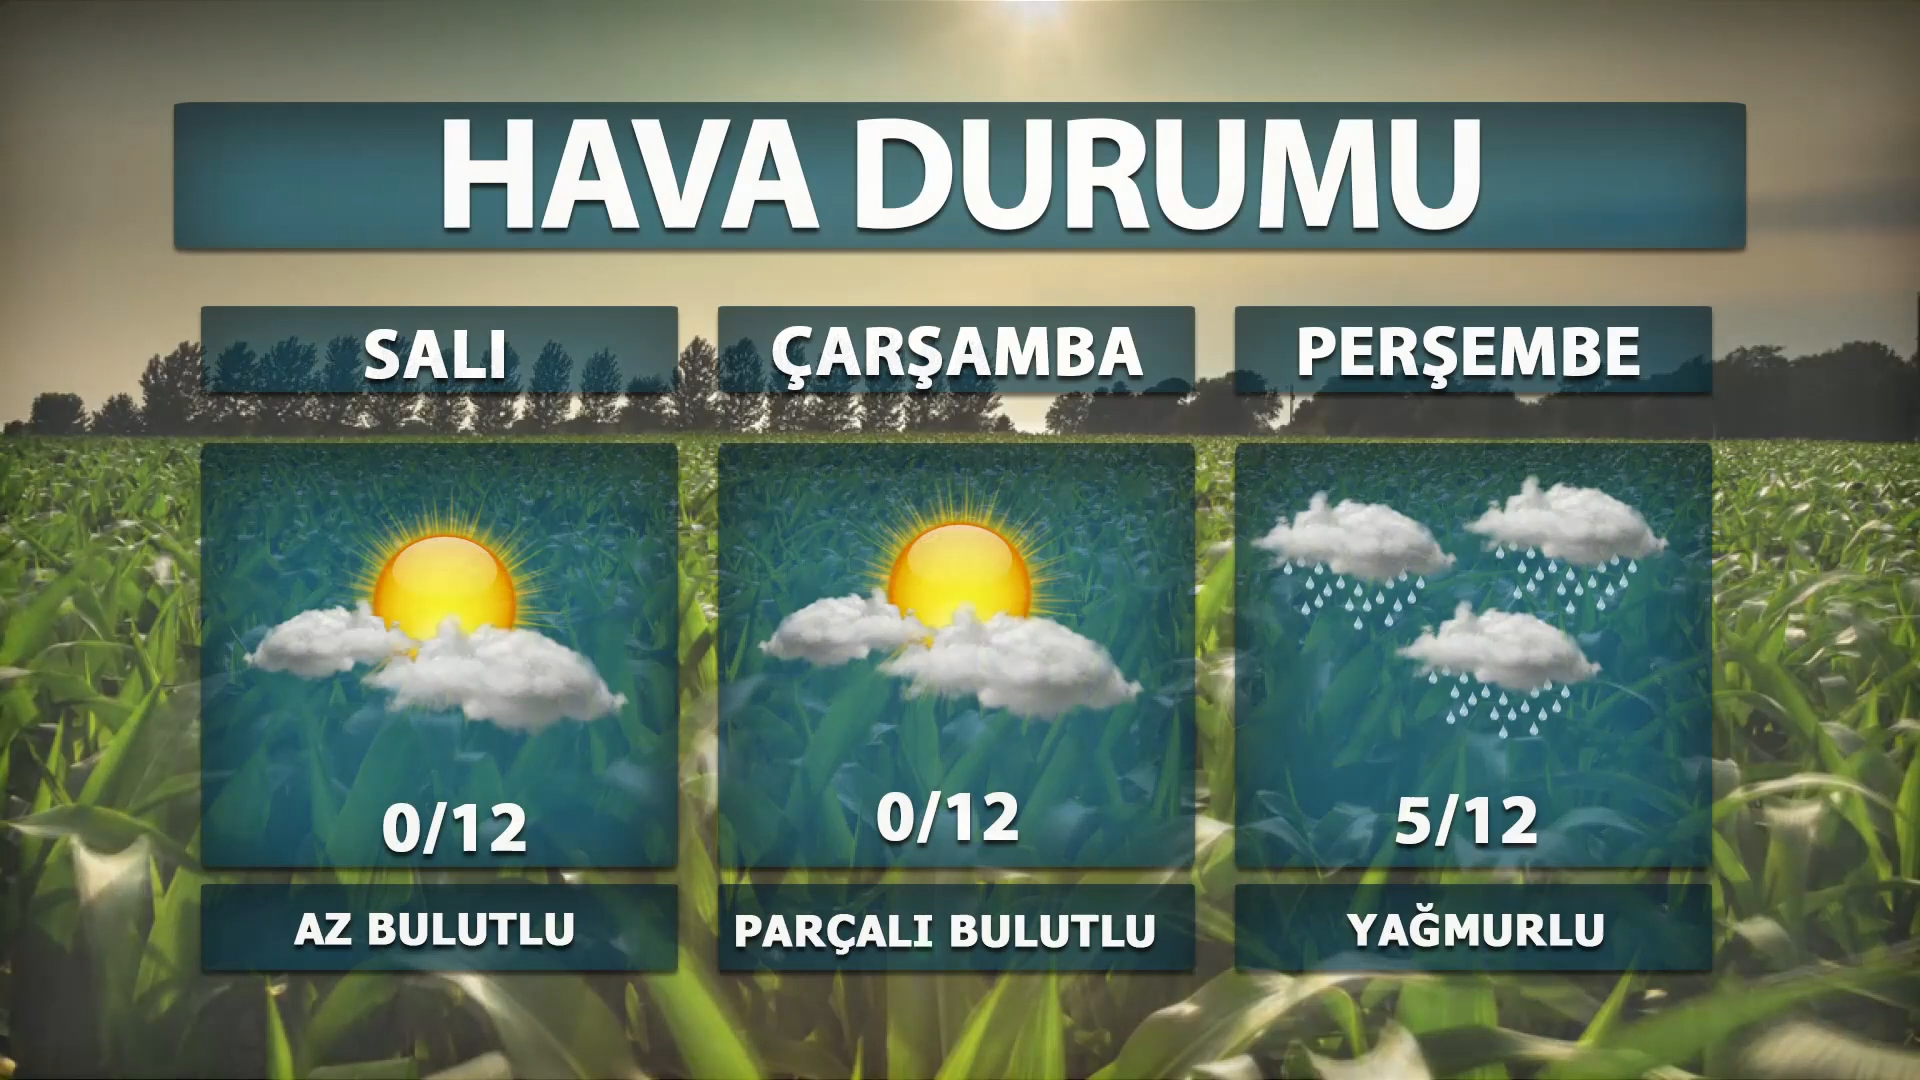 HAVA DURUMU
SALI
ÇARŞAMBA
PERŞEMBE
0/12
0/12
5/12
AZ BULUTLU
PARÇALI BULUTLU
YAĞMURLU